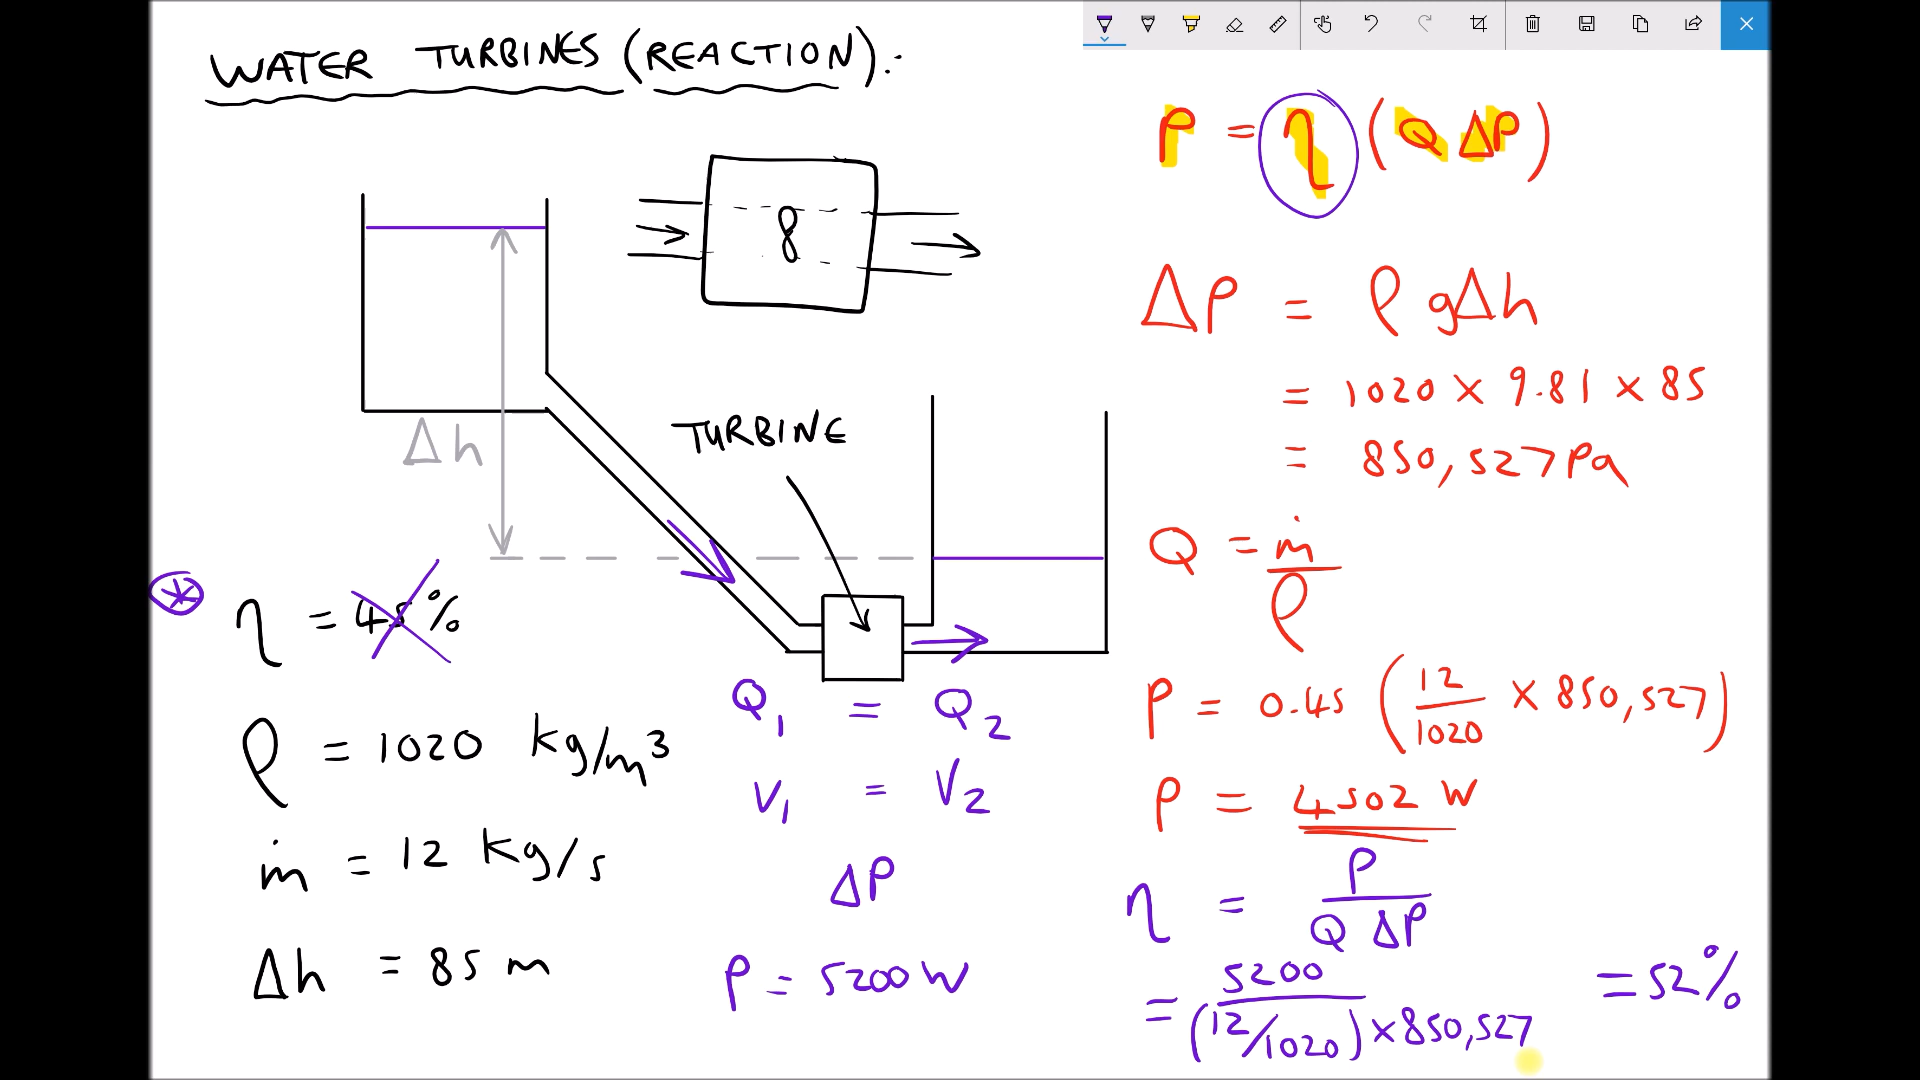 WATER TURBINES (REACTION):
8
Δh
TURBINE
η = 45%
ρ = 1020 kg/m³
ṁ = 12 kg/s
Δh = 85 m
Q₁ = Q₂
V₁ = V₂
ΔP
P = 5200W
P = η (Q ΔP)
ΔP = ρ gΔh
= 1020 × 9.81 × 85
= 850,527 Pa
Q = ṁ/ρ
P = 0.45 (12/1020 × 850,527)
P = 4502 W
η = P/Q ΔP
= 5200/(12/1020) × 850,527 = 52%